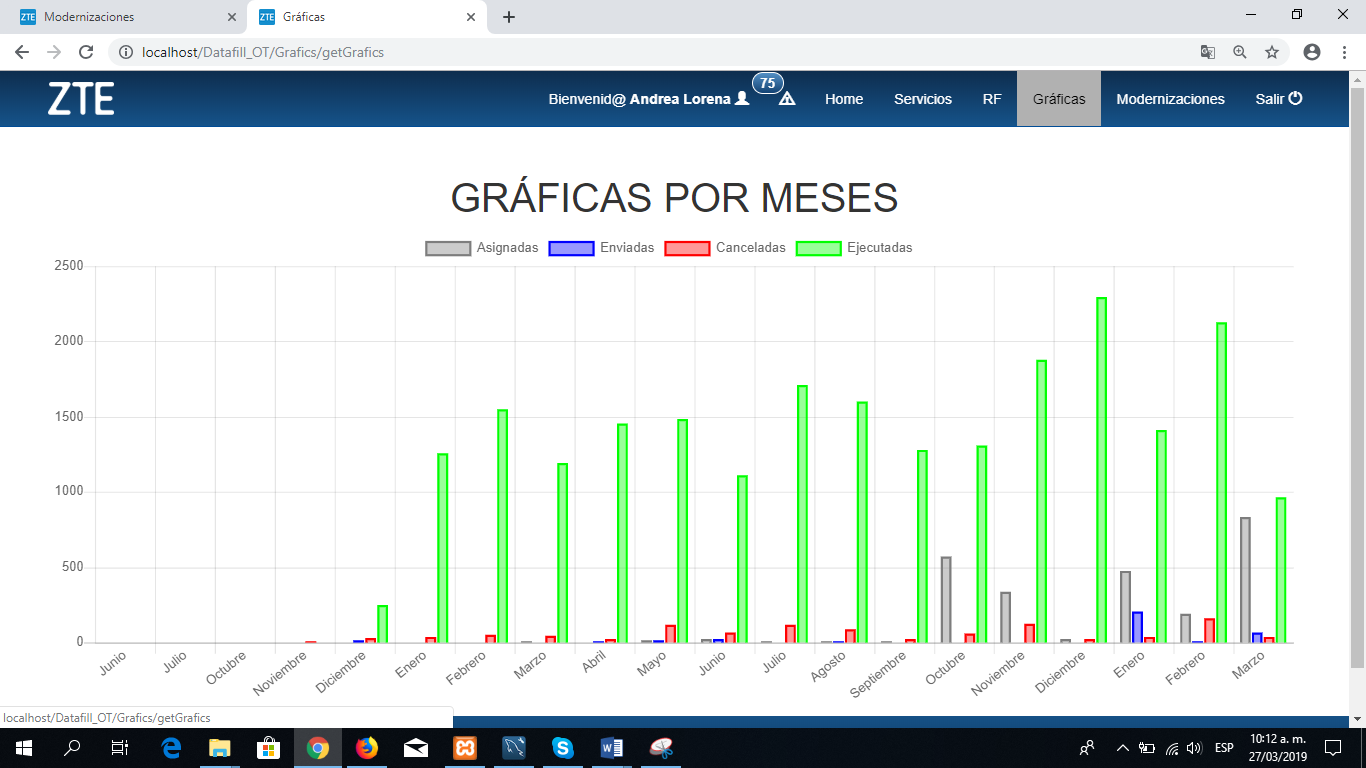 ZTE Modernizaciones
ZTE Gráficas
localhost/Datafill_OT/Grafics/getGrafics
ZTE
Bienvenid@ Andrea Lorena
75
Home
Servicios
RF
Gráficas
Modernizaciones
Salir
GRÁFICAS POR MESES
Asignadas Enviadas Canceladas Ejecutadas
2500
2000
1500
1000
500
0
Junio Julio Octubre Noviembre Diciembre Enero Febrero Marzo Abril Mayo Junio Julio Agosto Septiembre Octubre Noviembre Diciembre Enero Febrero Marzo
localhost/Datafill_OT/Grafics/getGrafics
ESP
10:12 a. m.
27/03/2019